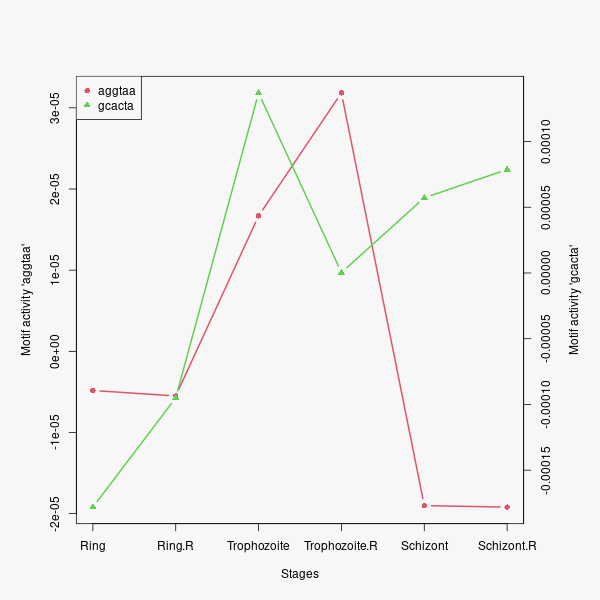 aggtaa
gcacta
3e-05
2e-05
1e-05
0e+00
-1e-05
-2e-05
Motif activity 'aggtaa'
0.00010
0.00005
0.00000
-0.00005
-0.00010
-0.00015
Motif activity 'gcacta'
Ring Ring.R Trophozoite Trophozoite.R Schizont Schizont.R
Stages